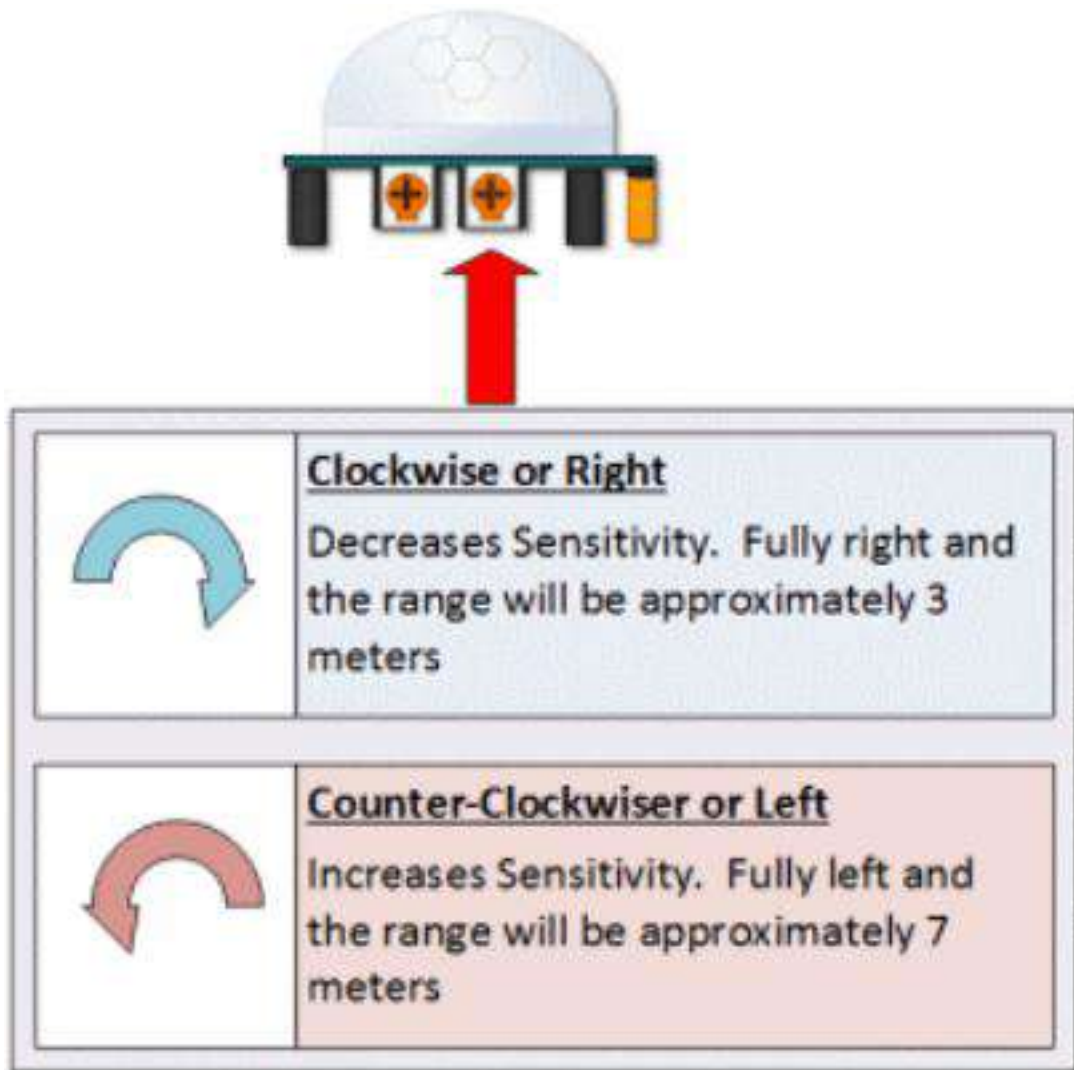 Clockwise or Right
Decreases Sensitivity. Fully right and
the range will be approximately 3
meters
Counter-Clockwiser or Left
Increases Sensitivity. Fully left and
the range will be approximately 7
meters